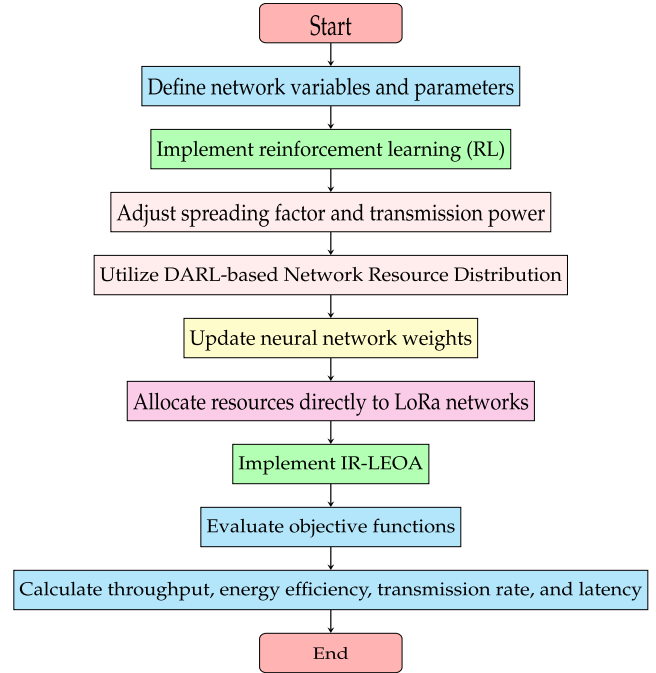 Start
Define network variables and parameters
Implement reinforcement learning (RL)
Adjust spreading factor and transmission power
Utilize DARL-based Network Resource Distribution
Update neural network weights
Allocate resources directly to LoRa networks
Implement IR-LEOA
Evaluate objective functions
Calculate throughput, energy efficiency, transmission rate, and latency
End